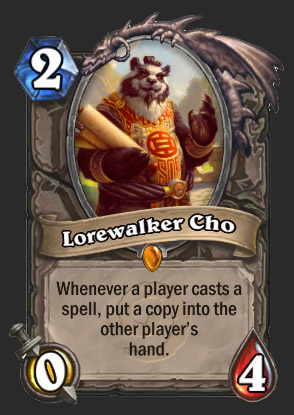 2
Lorewalker Cho
Whenever a player casts a
spell, put a copy into the
other player's
hand.
0
4